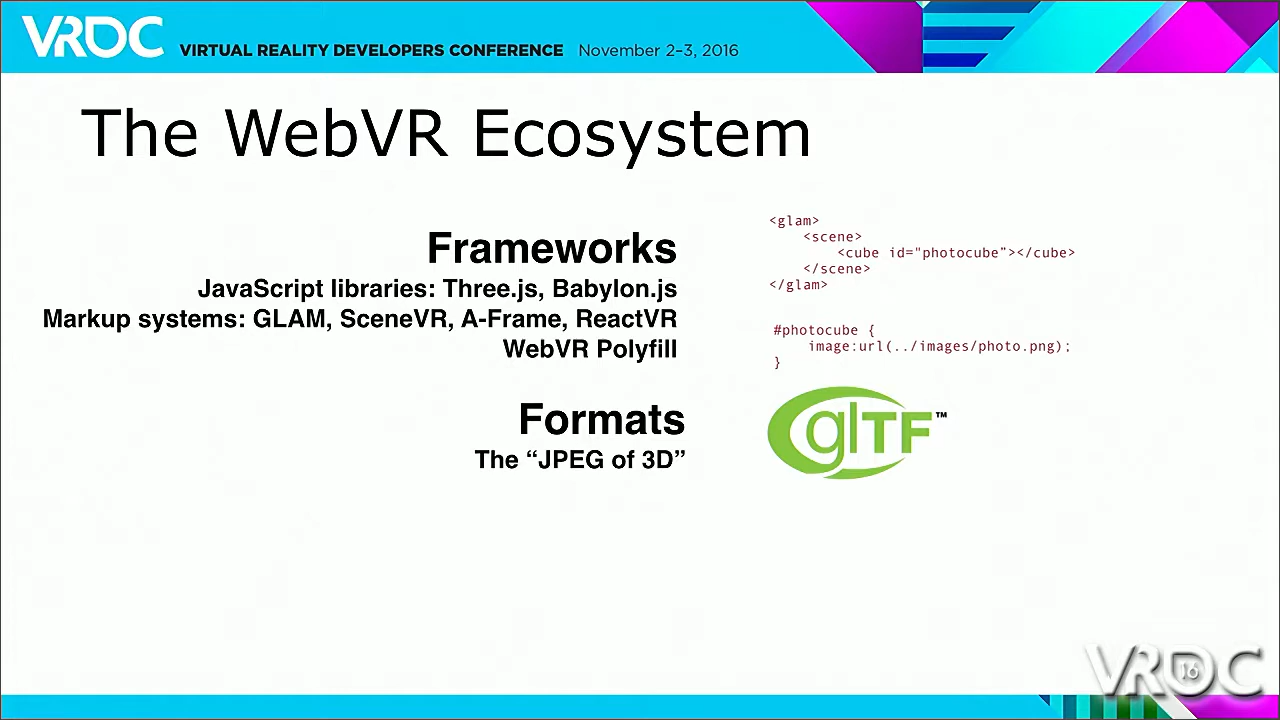 VRDC VIRTUAL REALITY DEVELOPERS CONFERENCE November 2–3, 2016
The WebVR Ecosystem
Frameworks
JavaScript libraries: Three.js, Babylon.js
Markup systems: GLAM, SceneVR, A-Frame, ReactVR
WebVR Polyfill
<glam>
<scene>
<cube id="photocube"></cube>
</scene>
</glam>
#photocube {
image:url(../images/photo.png);
}
Formats
The “JPEG of 3D”
glTF™
VRDC
16